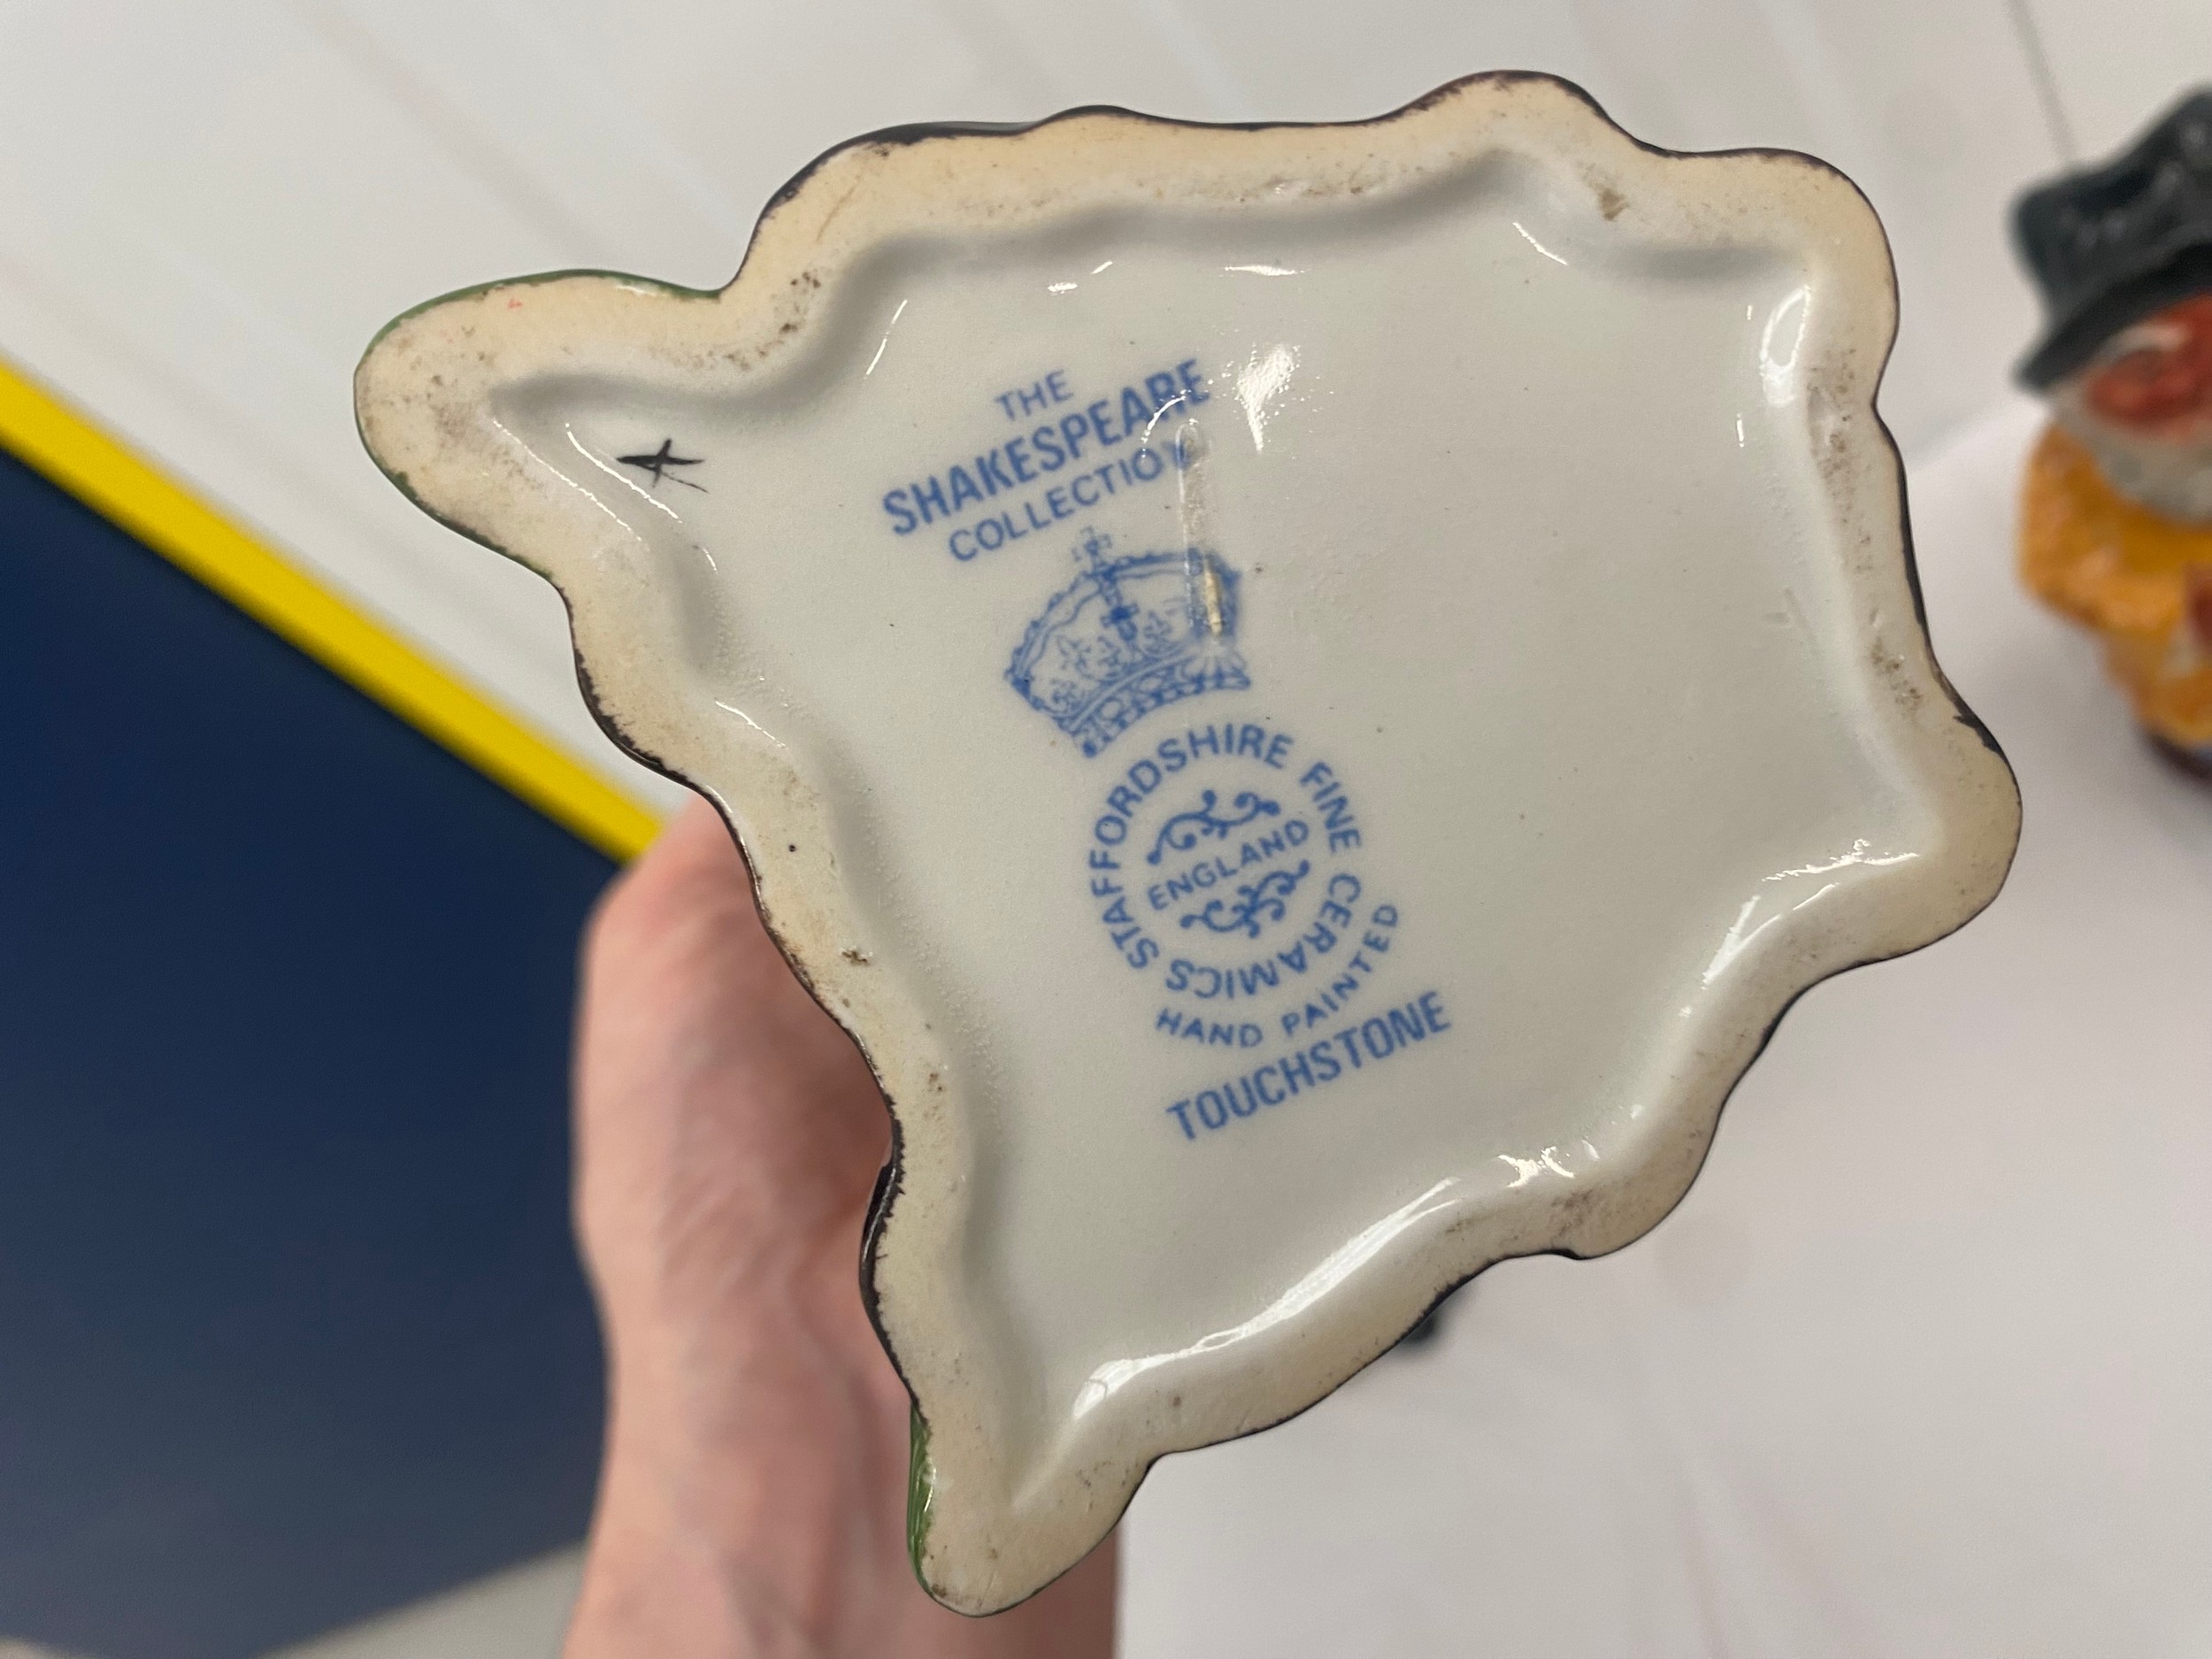 THE
SHAKESPEARE
COLLECTION
STAFFORDSHIRE FINE CERAMICS
ENGLAND
HAND PAINTED
TOUCHSTONE